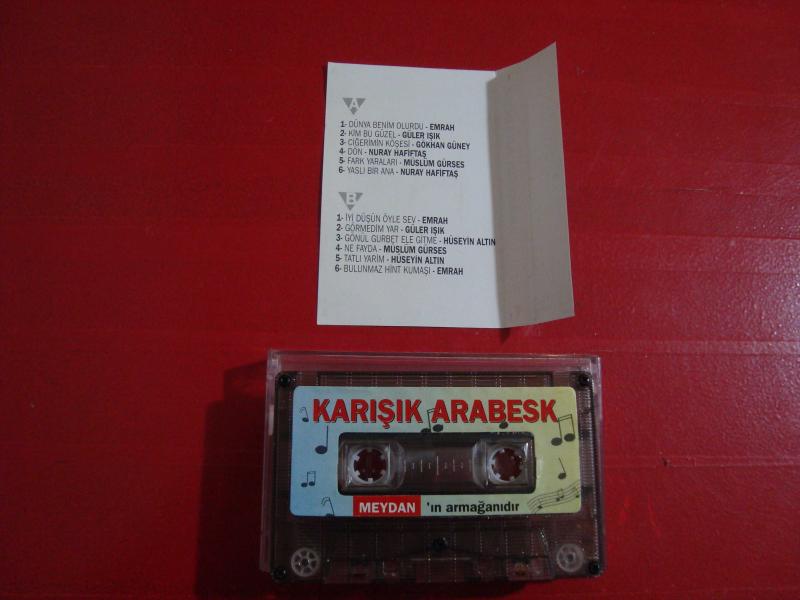 A
1- DÜNYA BENİM OLURDU - EMRAH
2- KİM BU GÜZEL - GÜLER IŞIK
3- CİĞERİMİN KÖŞESİ - GÖKHAN GÜNEY
4- DÖN - NURAY HAFİFTAŞ
5- FARK YARALARI - MÜSLÜM GÜRSES
6- YASLI BİR ANA - NURAY HAFİFTAŞ
B
1- İYİ DÜŞÜN ÖYLE SEV - EMRAH
2- GÖRMEDİM YAR - GÜLER IŞIK
3- GÖNÜL GURBET ELE GİTME - HÜSEYİN ALTIN
4- NE FAYDA - MÜSLÜM GÜRSES
5- TATLI YARİM - HÜSEYİN ALTIN
6- BULUNMAZ HİNT KUMAŞI - EMRAH
KARIŞIK ARABESK
MEYDAN 'ın armağanıdır